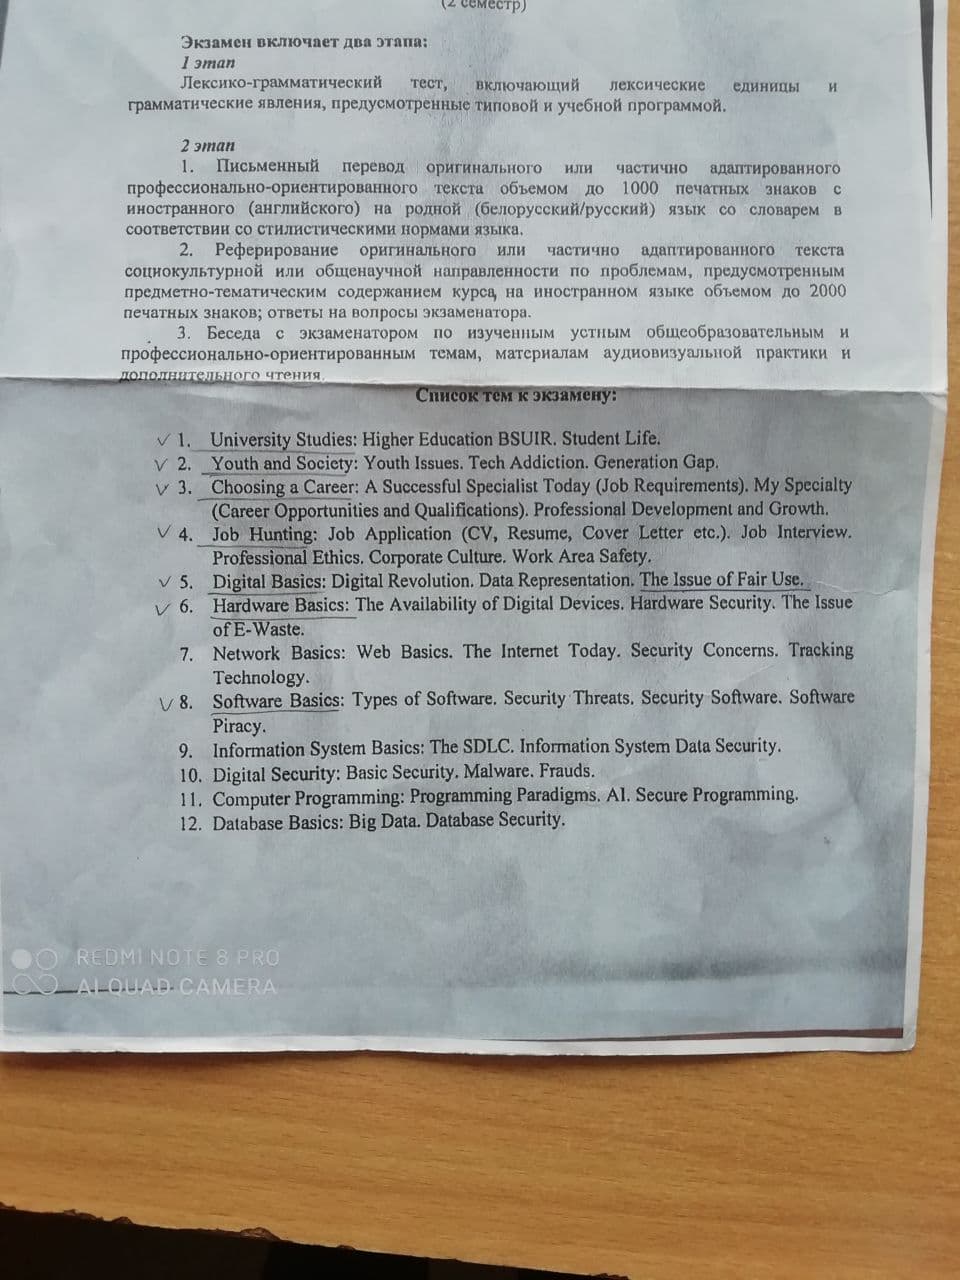 (2 семестр)
Экзамен включает два этапа:
1 этап
Лексико-грамматический тест, включающий лексические единицы и
грамматические явления, предусмотренные типовой и учебной программой.
2 этап
1. Письменный перевод оригинального или частично адаптированного
профессионально-ориентированного текста объемом до 1000 печатных знаков с
иностранного (английского) на родной (белорусский/русский) язык со словарем в
соответствии со стилистическими нормами языка.
2. Реферирование оригинального или частично адаптированного текста
социокультурной или общенаучной направленности по проблемам, предусмотренным
предметно-тематическим содержанием курса, на иностранном языке объемом до 2000
печатных знаков; ответы на вопросы экзаменатора.
3. Беседа с экзаменатором по изученным устным общеобразовательным и
профессионально-ориентированным темам, материалам аудиовизуальной практики и
дополнительного чтения.
Список тем к экзамену:
1. University Studies: Higher Education BSUIR. Student Life.
2. Youth and Society: Youth Issues. Tech Addiction. Generation Gap.
3. Choosing a Career: A Successful Specialist Today (Job Requirements). My Specialty
(Career Opportunities and Qualifications). Professional Development and Growth.
4. Job Hunting: Job Application (CV, Resume, Cover Letter etc.). Job Interview.
Professional Ethics. Corporate Culture. Work Area Safety.
5. Digital Basics: Digital Revolution. Data Representation. The Issue of Fair Use.
6. Hardware Basics: The Availability of Digital Devices. Hardware Security. The Issue
of E-Waste.
7. Network Basics: Web Basics. The Internet Today. Security Concerns. Tracking
Technology.
8. Software Basics: Types of Software. Security Threats. Security Software. Software
Piracy.
9. Information System Basics: The SDLC. Information System Data Security.
10. Digital Security: Basic Security. Malware. Frauds.
11. Computer Programming: Programming Paradigms. AI. Secure Programming.
12. Database Basics: Big Data. Database Security.
REDMI NOTE 8 PRO
AI QUAD CAMERA